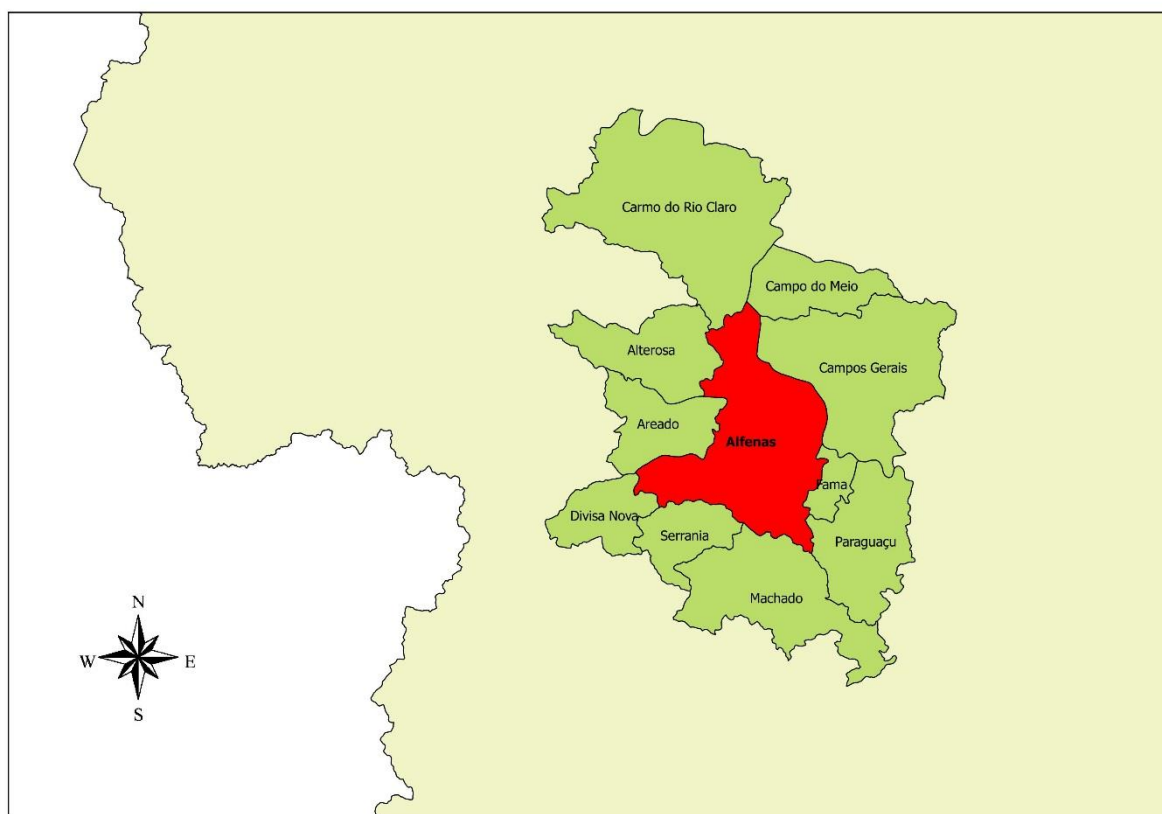 Carmo do Rio Claro
Campo do Meio
Alterosa
Campos Gerais
Areado
Alfenas
Fama
Divisa Nova
Serrania
Paraguaçu
Machado
N
W
E
S